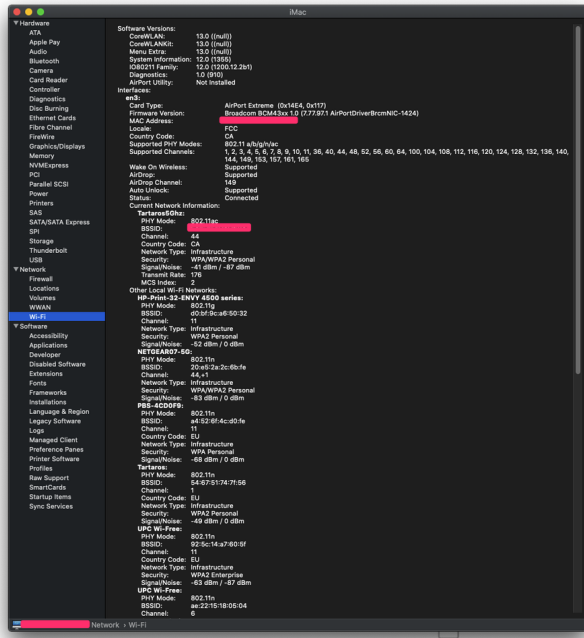 iMac
Hardware
ATA
Apple Pay
Audio
Bluetooth
Camera
Card Reader
Controller
Diagnostics
Disc Burning
Ethernet Cards
Fibre Channel
FireWire
Graphics/Displays
Memory
NVMExpress
PCI
Parallel SCSI
Power
Printers
SAS
SATA/SATA Express
SPI
Storage
Thunderbolt
USB
Network
Firewall
Locations
Volumes
WWAN
Wi-Fi
Software
Accessibility
Applications
Developer
Disabled Software
Extensions
Fonts
Frameworks
Installations
Language & Region
Legacy Software
Logs
Managed Client
Preference Panes
Printer Software
Profiles
Raw Support
SmartCards
Startup Items
Sync Services
Software Versions:
CoreWLAN: 13.0 ((null))
CoreWLANKit: 13.0 ((null))
Menu Extra: 13.0 ((null))
System Information: 12.0 (1355)
IO80211 Family: 12.0 (1200.12.2b1)
Diagnostics: 1.0 (910)
AirPort Utility: Not Installed
Interfaces:
en3:
Card Type: AirPort Extreme (0x14E4, 0x117)
Firmware Version: Broadcom BCM43xx 1.0 (7.77.97.1 AirPortDriverBrcmNIC-1424)
MAC Address:
Locale: FCC
Country Code: CA
Supported PHY Modes: 802.11 a/b/g/n/ac
Supported Channels: 1, 2, 3, 4, 5, 6, 7, 8, 9, 10, 11, 36, 40, 44, 48, 52, 56, 60, 64, 100, 104, 108, 112, 116, 120, 124, 128, 132, 136, 140,
144, 149, 153, 157, 161, 165
Wake On Wireless: Supported
AirDrop: Supported
AirDrop Channel: 149
Auto Unlock: Supported
Status: Connected
Current Network Information:
Tartaros5Ghz:
PHY Mode: 802.11ac
BSSID:
Channel: 44
Country Code: CA
Network Type: Infrastructure
Security: WPA/WPA2 Personal
Signal/Noise: -41 dBm / -87 dBm
Transmit Rate: 176
MCS Index: 2
Other Local Wi-Fi Networks:
HP-Print-32-ENVY 4500 series:
PHY Mode: 802.11g
BSSID: d0:bf:9c:a6:50:32
Channel: 11
Network Type: Infrastructure
Signal/Noise: -52 dBm / 0 dBm
NETGEAR07-5G:
PHY Mode: 802.11n
BSSID: 20:e5:2a:2c:6b:fe
Channel: 44,+1
Network Type: Infrastructure
Security: WPA/WPA2 Personal
Signal/Noise: -83 dBm / 0 dBm
PBS-4CD0F9:
PHY Mode: 802.11n
BSSID: a4:52:6f:4c:d0:fe
Channel: 11
Country Code: EU
Network Type: Infrastructure
Security: WPA Personal
Signal/Noise: -68 dBm / 0 dBm
Tartaros:
PHY Mode: 802.11n
BSSID: 54:67:51:74:7f:56
Channel: 1
Country Code: EU
Network Type: Infrastructure
Security: WPA2 Personal
Signal/Noise: -49 dBm / 0 dBm
UPC Wi-Free:
PHY Mode: 802.11n
BSSID: 92:5c:14:a7:60:5f
Channel: 11
Country Code: EU
Network Type: Infrastructure
Security: WPA2 Enterprise
Signal/Noise: -63 dBm / -87 dBm
UPC Wi-Free:
PHY Mode: 802.11n
BSSID: ae:22:15:18:05:04
Channel: 6
Network › Wi-Fi